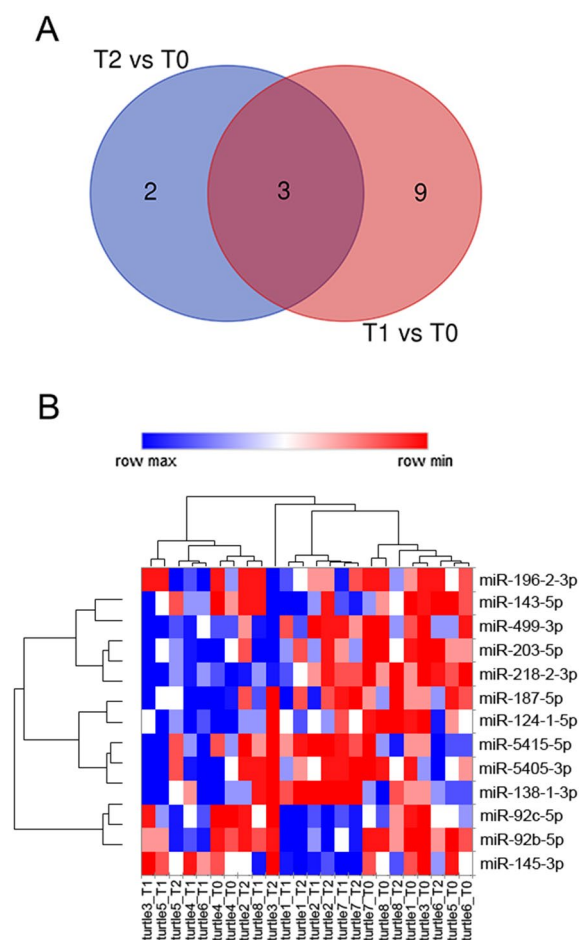 A
T2 vs T0
2
3
9
T1 vs T0
B
row max
row min
miR-196-2-3p
miR-143-5p
miR-499-3p
miR-203-5p
miR-218-2-3p
miR-187-5p
miR-124-1-5p
miR-5415-5p
miR-5405-3p
miR-138-1-3p
miR-92c-5p
miR-92b-5p
miR-145-3p
turtle3_T1
turtle5_T1
turtle5_T2
turtle4_T1
turtle6_T1
turtle4_T0
turtle4_T0
turtle2_T2
turtle8_T1
turtle3_T2
turtle1_T1
turtle1_T2
turtle2_T1
turtle2_T2
turtle7_T1
turtle7_T2
turtle7_T0
turtle8_T0
turtle8_T2
turtle1_T0
turtle3_T0
turtle6_T2
turtle5_T0
turtle6_T0